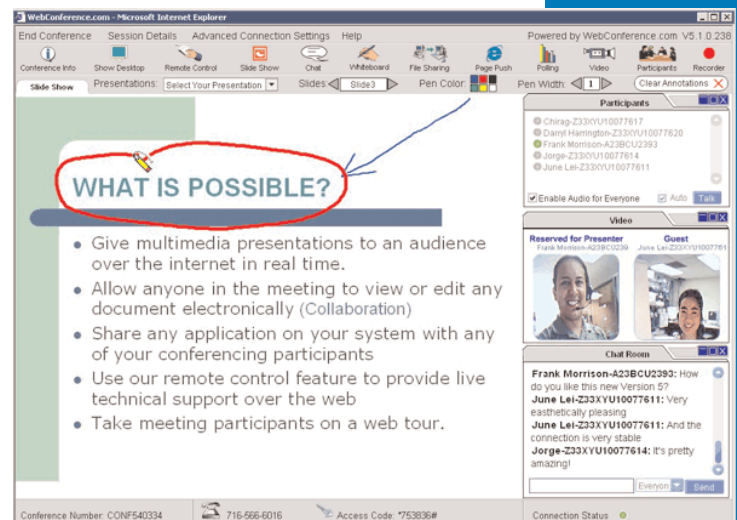 WebConference.com - Microsoft Internet Explorer
End Conference Session Details Advanced Connection Settings Help Powered by WebConference.com V5.1.0.238
Conference Info Show Desktop Remote Control Slide Show Chat Whiteboard File Sharing Page Push Polling Video Participants Recorder
Slide Show Presentations: Select Your Presentation Slides: Slide3 Pen Color: Pen Width: 1 Clear Annotations
WHAT IS POSSIBLE?
Give multimedia presentations to an audience
over the internet in real time.
Allow anyone in the meeting to view or edit any
document electronically (Collaboration)
Share any application on your system with any
of your conferencing participants
Use our remote control feature to provide live
technical support over the web
Take meeting participants on a web tour.
Participants
Chirag-Z33XYU10077617
Darryl Harrington-Z33XYU10077620
Frank Morrison-A23BCU2393
Jorge-Z33XYU10077614
June Lei-Z33XYU10077611
Enable Audio for Everyone Auto Talk
Video
Reserved for Presenter Guest
Frank Morrison-A23BCU239 June Lei-Z33XYU1007761
Chat Room
Frank Morrison-A23BCU2393: How
do you like this new Version 5?
June Lei-Z33XYU10077611: Very
easthetically pleasing
June Lei-Z33XYU10077611: And the
connection is very stable
Jorge-Z33XYU10077614: It's pretty
amazing!
Everyon Send
Conference Number: CONF540334 716-566-6016 Access Code: *753836# Connection Status